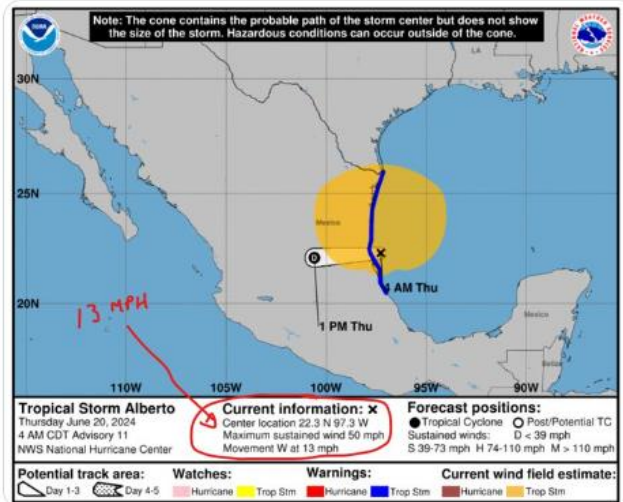 Note: The cone contains the probable path of the storm center but does not show
the size of the storm. Hazardous conditions can occur outside of the cone.
NOAA
LA
30N
25N
Mexico
D
4 AM Thu
20N
13 MPH
1 PM Thu
Mexico
Belize
110W 105W 100W 95W 90W
Tropical Storm Alberto
Thursday June 20, 2024
4 AM CDT Advisory 11
NWS National Hurricane Center
Current information: x
Center location 22.3 N 97.3 W
Maximum sustained wind 50 mph
Movement W at 13 mph
Forecast positions:
Tropical Cyclone Post/Potential TC
Sustained winds: D < 39 mph
S 39-73 mph H 74-110 mph M > 110 mph
Potential track area:
Day 1-3 Day 4-5
Watches:
Hurricane Trop Stm
Warnings:
Hurricane Trop Stm
Current wind field estimate:
Hurricane Trop Stm